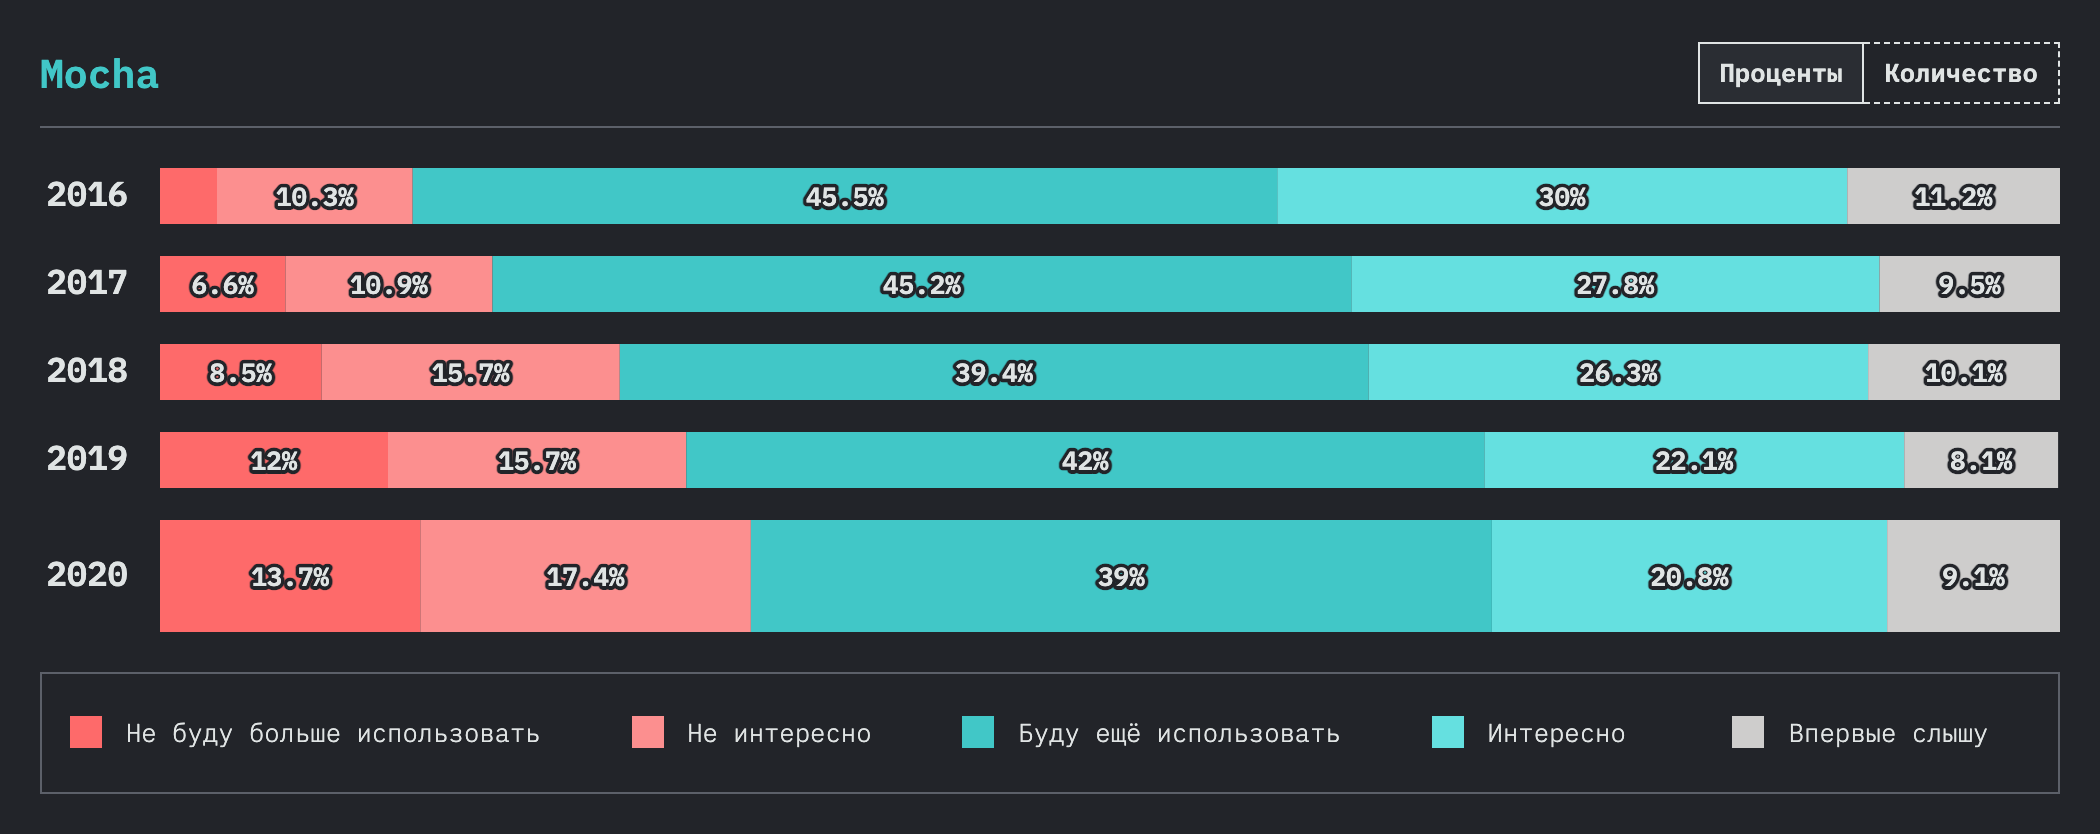 Mocha
Проценты Количество
2016 10.3% 45.5% 30% 11.2%
2017 6.6% 10.9% 45.2% 27.8% 9.5%
2018 8.5% 15.7% 39.4% 26.3% 10.1%
2019 12% 15.7% 42% 22.1% 8.1%
2020 13.7% 17.4% 39% 20.8% 9.1%
Не буду больше использовать Не интересно Буду ещё использовать Интересно Впервые слышу